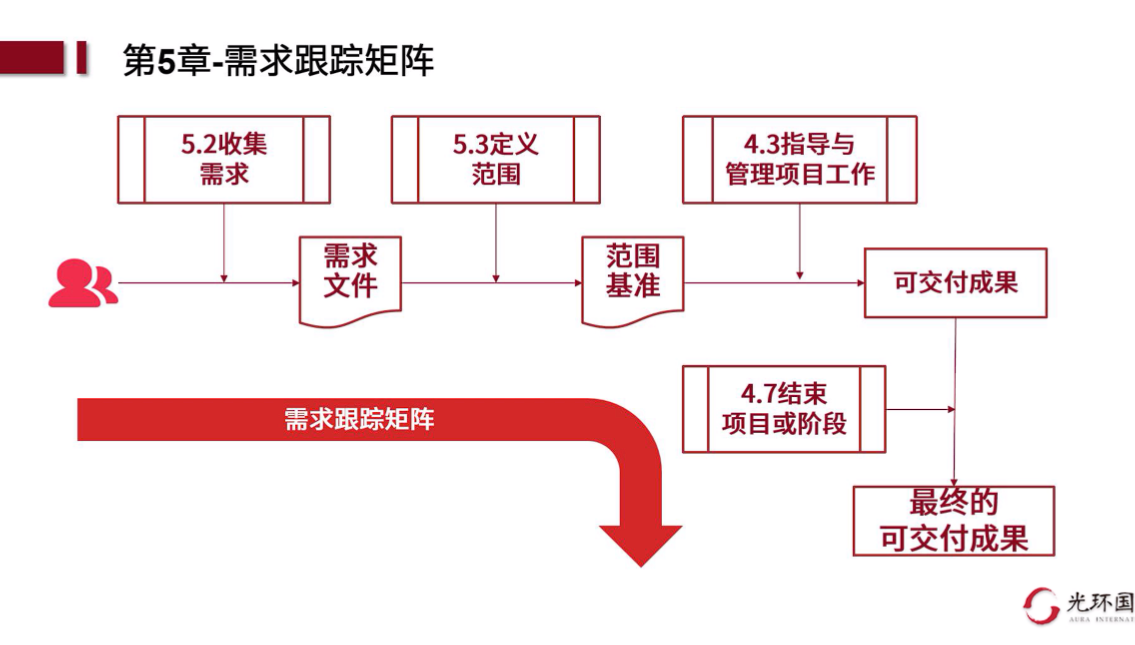 第5章-需求跟踪矩阵
5.2收集
需求
5.3定义
范围
4.3指导与
管理项目工作
需求
文件
范围
基准
可交付成果
4.7结束
项目或阶段
需求跟踪矩阵
最终的
可交付成果
光环国
AURA INTERNAT